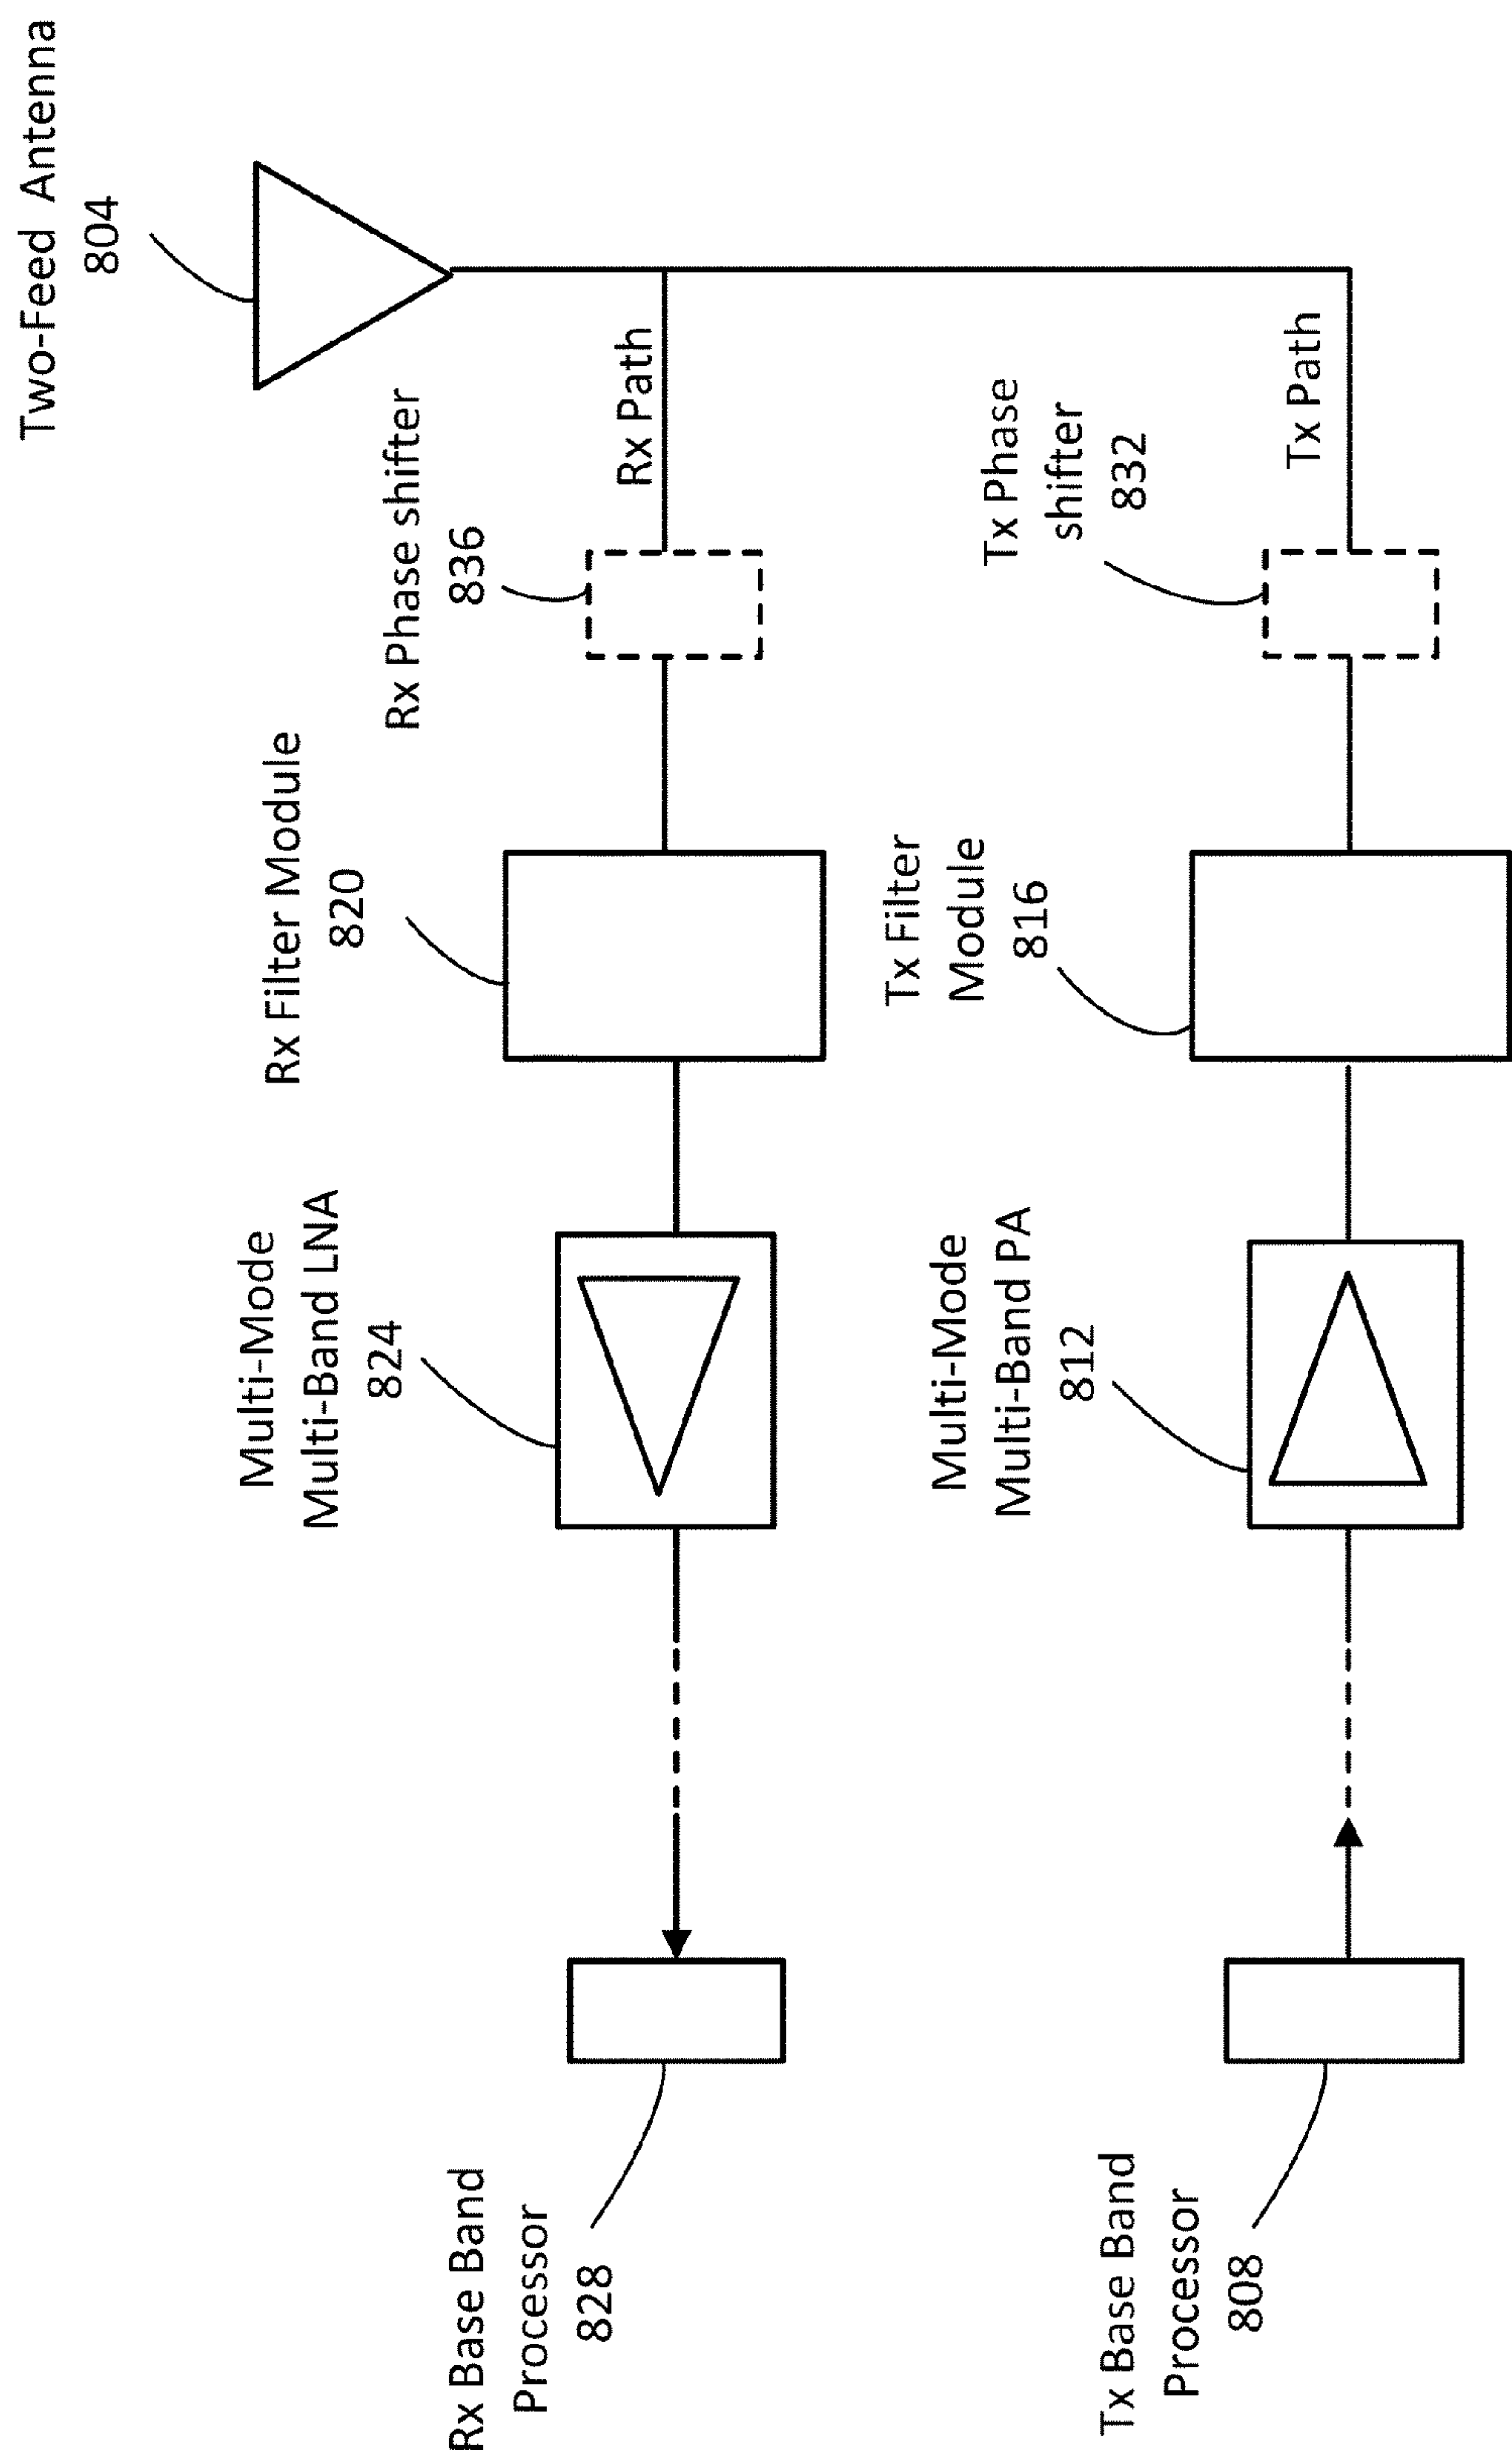 Two-Feed Antenna
804
Rx Path
Rx Phase shifter
836
Rx Filter Module
820
Multi-Mode
Multi-Band LNA
824
Rx Base Band
Processor
828
Tx Path
Tx Phase
shifter
832
Tx Filter
Module
816
Multi-Mode
Multi-Band PA
812
Tx Base Band
Processor
808